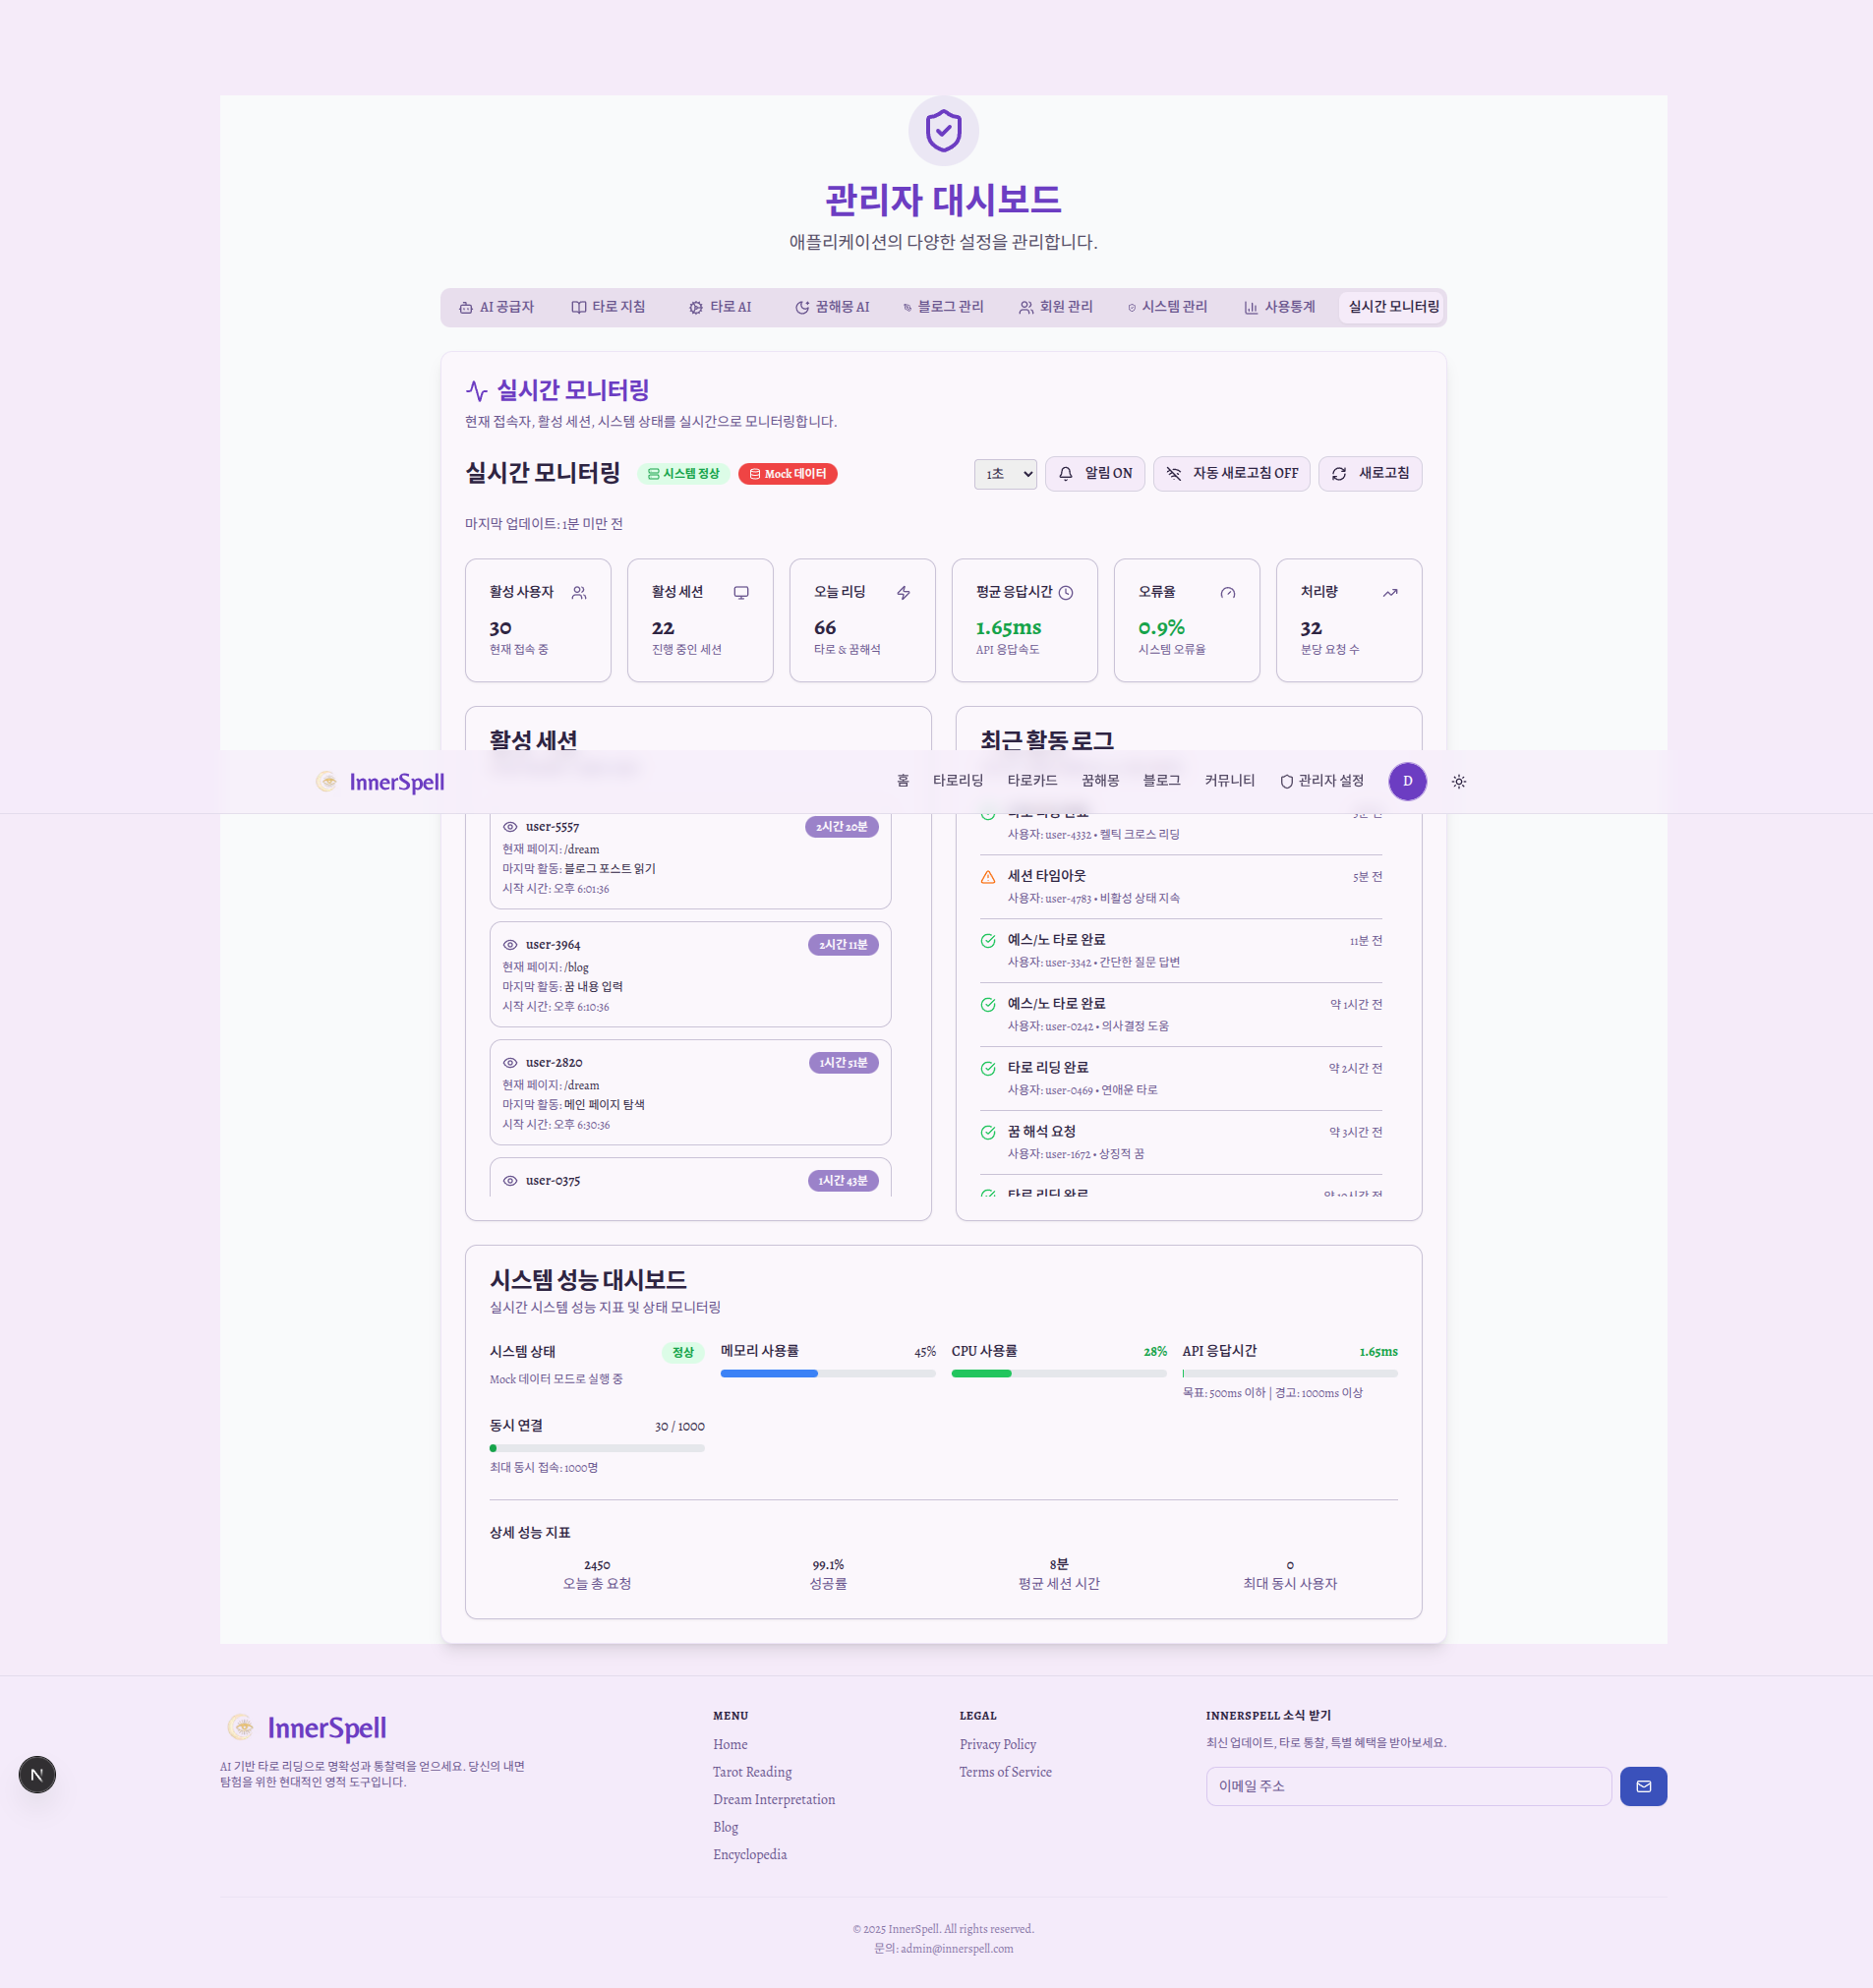 관리자 대시보드
애플리케이션의 다양한 설정을 관리합니다.
AI 공급자 타로 지침 타로 AI 꿈해몽 AI 블로그 관리 회원 관리 시스템 관리 사용통계 실시간 모니터링
실시간 모니터링
현재 접속자, 활성 세션, 시스템 상태를 실시간으로 모니터링합니다.
실시간 모니터링 시스템 정상 Mock 데이터 1초 알림 ON 자동 새로고침 OFF 새로고침
마지막 업데이트: 1분 미만 전
활성 사용자
30
현재 접속 중
활성 세션
22
진행 중인 세션
오늘 리딩
66
타로 & 꿈해석
평균 응답시간
1.65ms
API 응답속도
오류율
0.9%
시스템 오류율
처리량
32
분당 요청 수
활성 세션
최근 활동 로그
InnerSpell 홈 타로리딩 타로카드 꿈해몽 블로그 커뮤니티 관리자 설정 D
user-5557 2시간 20분
현재 페이지: /dream
마지막 활동: 블로그 포스트 읽기
시작 시간: 오후 6:01:36
user-3964 2시간 11분
현재 페이지: /blog
마지막 활동: 꿈 내용 입력
시작 시간: 오후 6:10:36
user-2820 1시간 51분
현재 페이지: /dream
마지막 활동: 메인 페이지 탐색
시작 시간: 오후 6:30:36
user-0375 1시간 43분
사용자: user-4332 • 켈틱 크로스 리딩
세션 타임아웃 5분 전
사용자: user-4783 • 비활성 상태 지속
예스/노 타로 완료 11분 전
사용자: user-3342 • 간단한 질문 답변
예스/노 타로 완료 약 1시간 전
사용자: user-0242 • 의사결정 도움
타로 리딩 완료 약 2시간 전
사용자: user-0469 • 연애운 타로
꿈 해석 요청 약 3시간 전
사용자: user-1672 • 상징적 꿈
타로 리딩 완료
시스템 성능 대시보드
실시간 시스템 성능 지표 및 상태 모니터링
시스템 상태 정상
Mock 데이터 모드로 실행 중
메모리 사용률 45%
CPU 사용률 28%
API 응답시간 1.65ms
목표: 500ms 이하 | 경고: 1000ms 이상
동시 연결 30 / 1000
최대 동시 접속: 1000명
상세 성능 지표
2450
오늘 총 요청
99.1%
성공률
8분
평균 세션 시간
0
최대 동시 사용자
InnerSpell
AI 기반 타로 리딩으로 명확성과 통찰력을 얻으세요. 당신의 내면
탐험을 위한 현대적인 영적 도구입니다.
MENU
Home
Tarot Reading
Dream Interpretation
Blog
Encyclopedia
LEGAL
Privacy Policy
Terms of Service
INNERSPELL 소식 받기
최신 업데이트, 타로 통찰, 특별 혜택을 받아보세요.
이메일 주소
N
© 2025 InnerSpell. All rights reserved.
문의: admin@innerspell.com